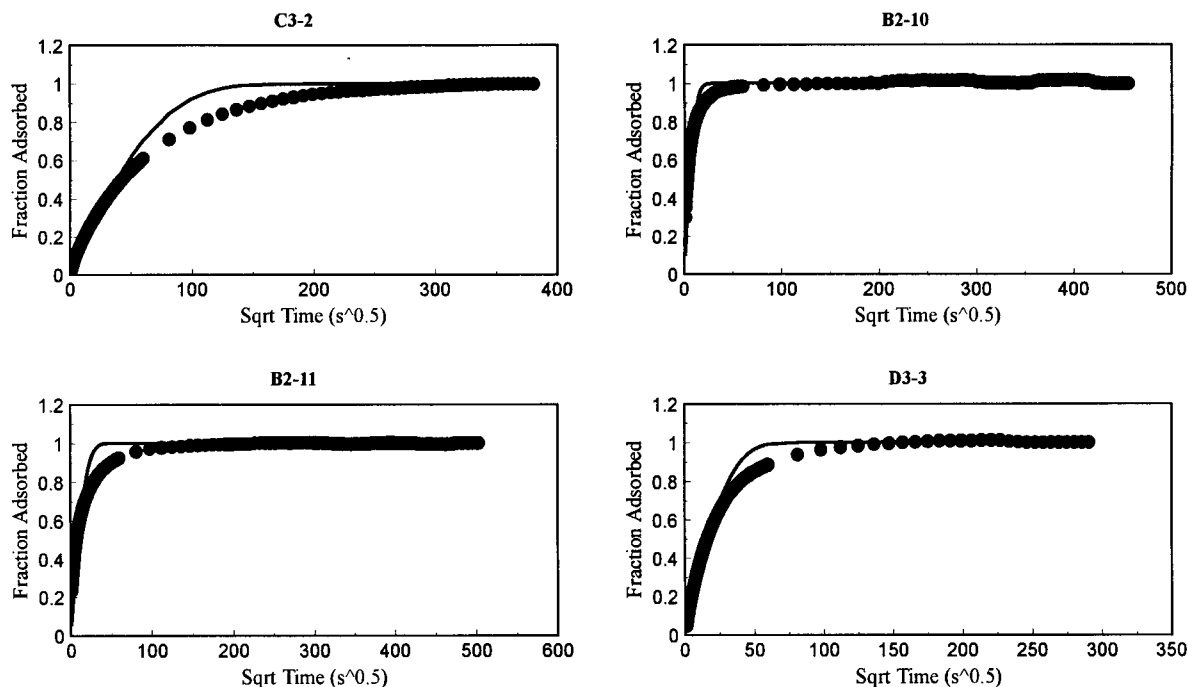 C3-2
Fraction Adsorbed
1.2
1
0.8
0.6
0.4
0.2
0
0 100 200 300 400
Sqrt Time (s^0.5)
B2-10
Fraction Adsorbed
1.2
1
0.8
0.6
0.4
0.2
0
0 100 200 300 400 500
Sqrt Time (s^0.5)
B2-11
Fraction Adsorbed
1.2
1
0.8
0.6
0.4
0.2
0
0 100 200 300 400 500 600
Sqrt Time (s^0.5)
D3-3
Fraction Adsorbed
1.2
1
0.8
0.6
0.4
0.2
0
0 50 100 150 200 250 300 350
Sqrt Time (s^0.5)